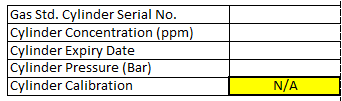 Gas Std. Cylinder Serial No.
Cylinder Concentration (ppm)
Cylinder Expiry Date
Cylinder Pressure (Bar)
Cylinder Calibration N/A